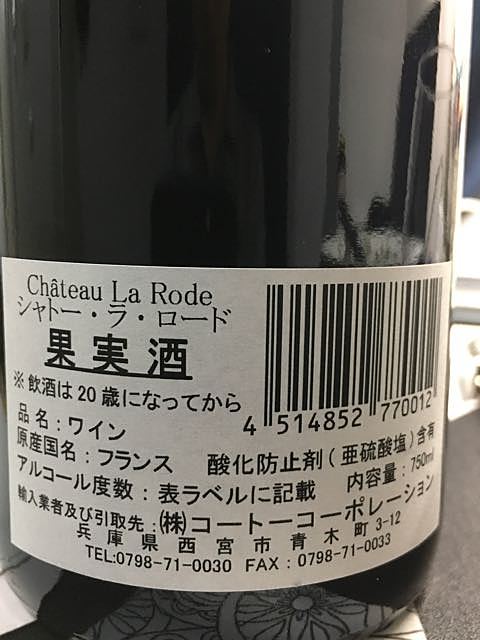 Château La Rode
シャトー・ラ・ロード
果実酒
※飲酒は20歳になってから
4 514852 770012
品名：ワイン
原産国名：フランス 酸化防止剤(亜硫酸塩)含有
アルコール度数：表ラベルに記載 内容量：750ml
輸入業者及び引取先：㈱コートーコーポレーション
兵庫県西宮市青木町3-12
TEL:0798-71-0030 FAX：0798-71-0033